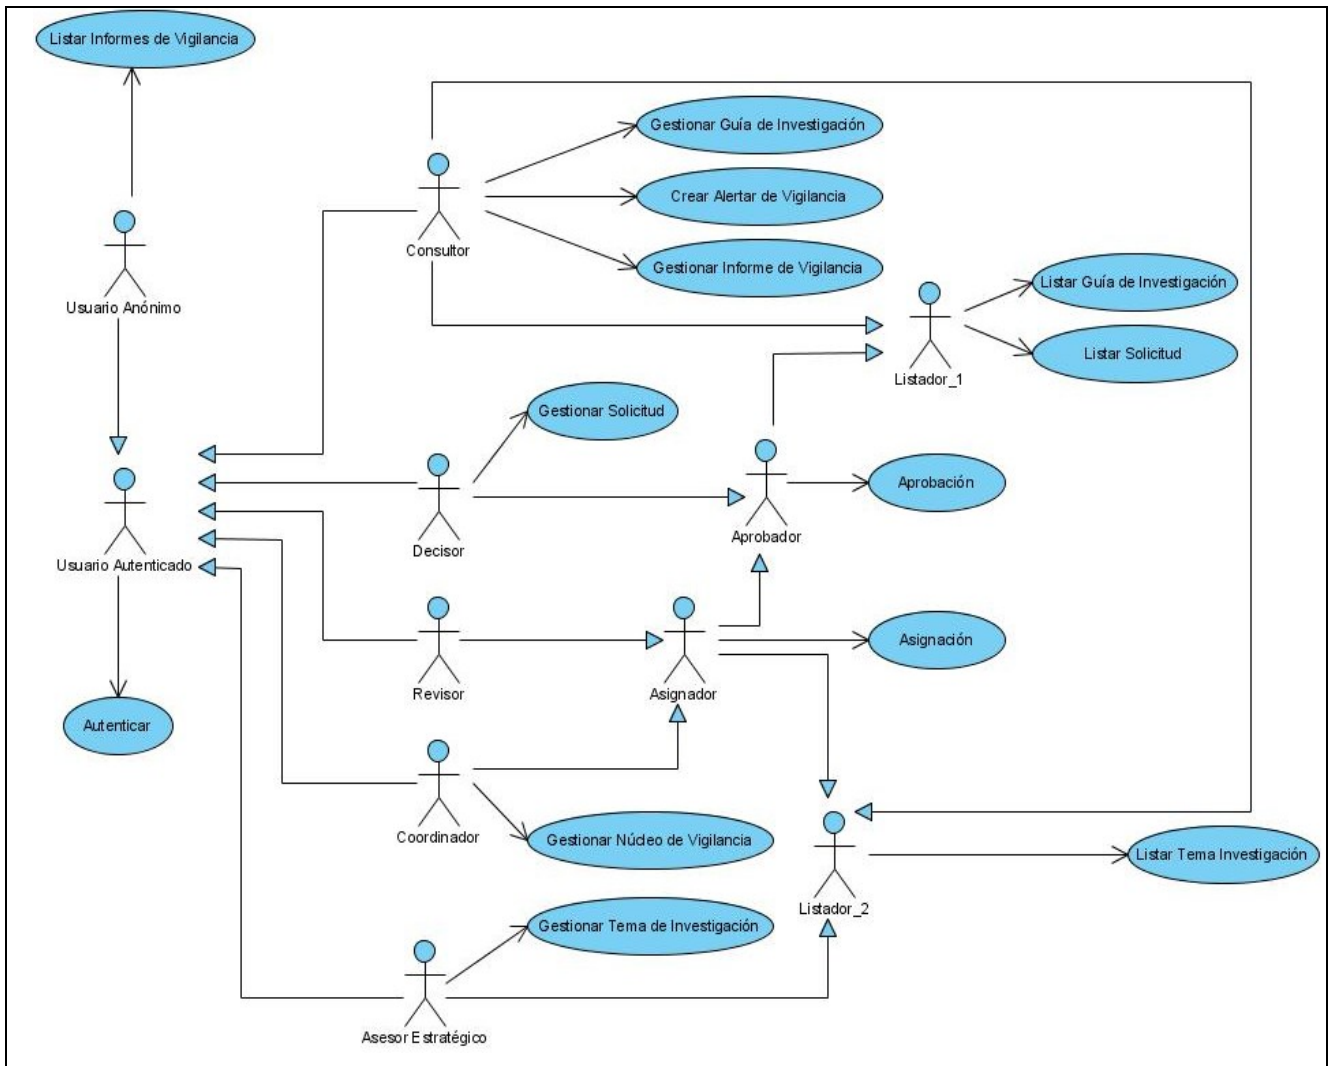 Listar Informes de Vigilancia
Gestionar Guía de Investigación
Crear Alertar de Vigilancia
Consultor
Gestionar Informe de Vigilancia
Listar Guía de Investigación
Usuario Anónimo
Listar Solicitud
Listador_1
Gestionar Solicitud
Aprobación
Aprobador
Decisor
Usuario Autenticado
Asignación
Revisor
Asignador
Autenticar
Coordinador
Gestionar Núcleo de Vigilancia
Listar Tema Investigación
Listador_2
Gestionar Tema de Investigación
Asesor Estratégico